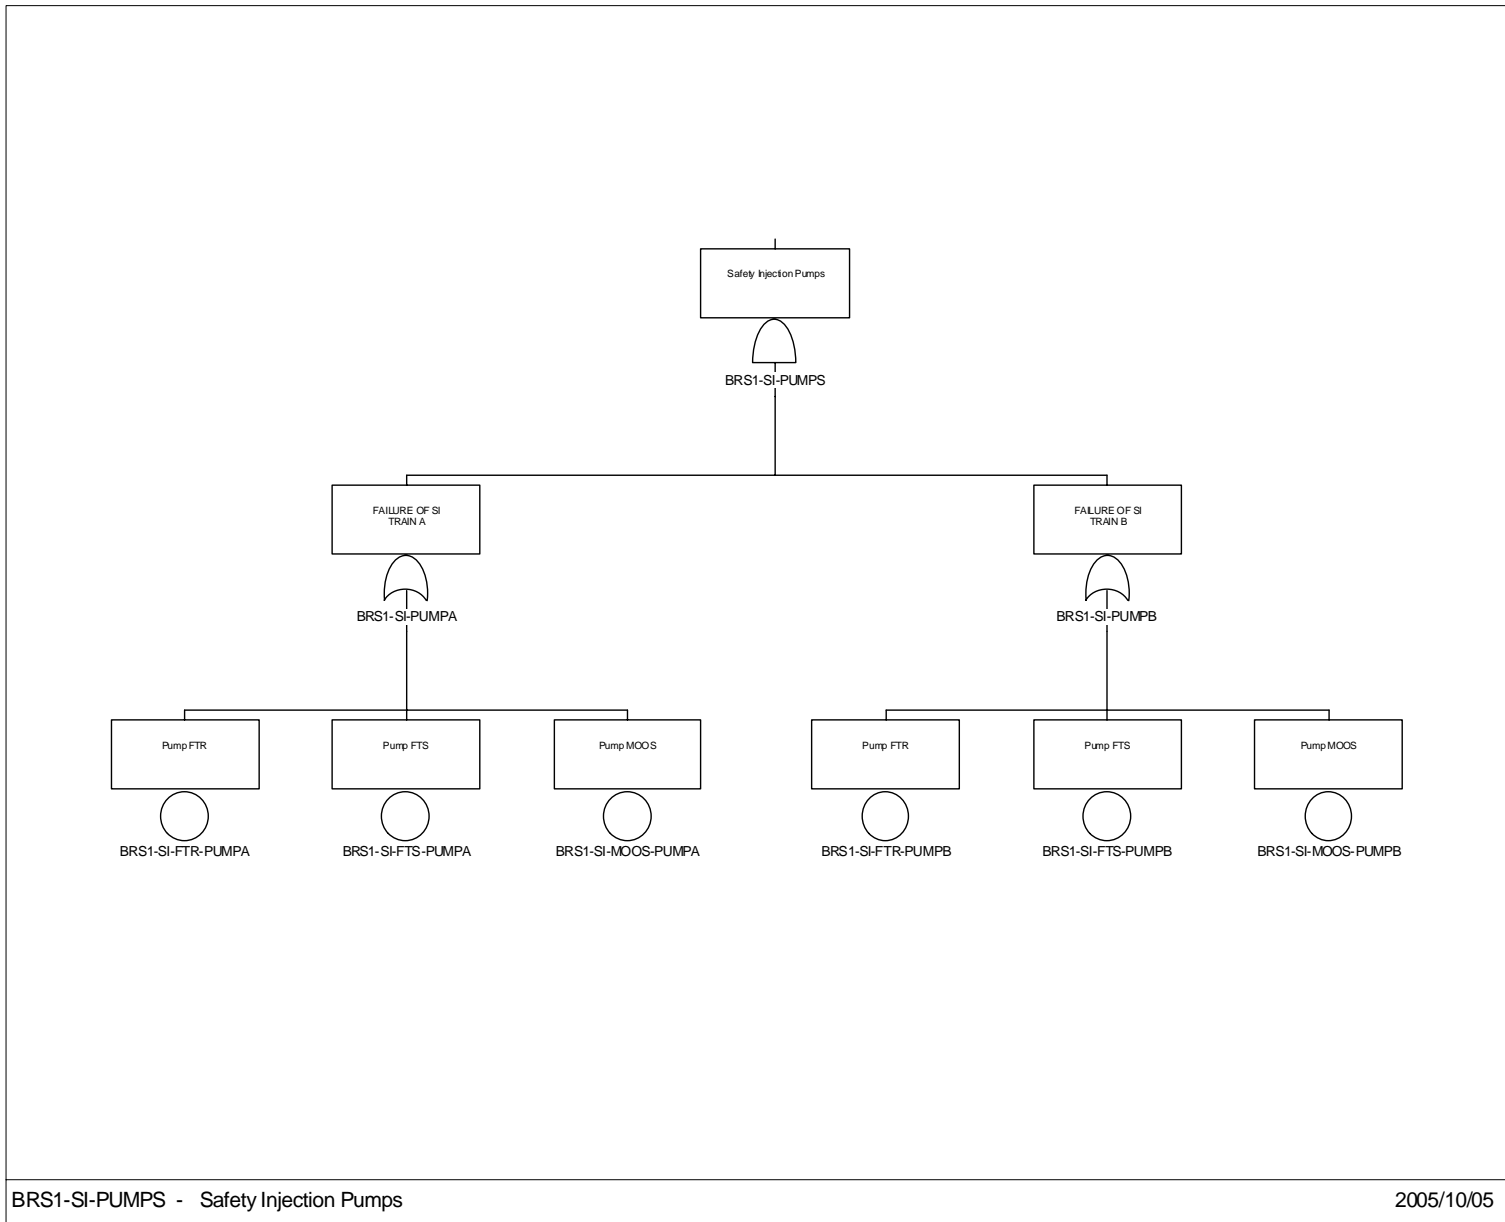 Safety Injection Pumps
BRS1-SI-PUMPS
FAILURE OF SI
TRAIN A
FAILURE OF SI
TRAIN B
BRS1-SI-PUMPA
BRS1-SI-PUMPB
Pump FTR
Pump FTS
Pump MOOS
Pump FTR
Pump FTS
Pump MOOS
BRS1-SI-FTR-PUMPA
BRS1-SI-FTS-PUMPA
BRS1-SI-MOOS-PUMPA
BRS1-SI-FTR-PUMPB
BRS1-SI-FTS-PUMPB
BRS1-SI-MOOS-PUMPB
BRS1-SI-PUMPS - Safety Injection Pumps
2005/10/05